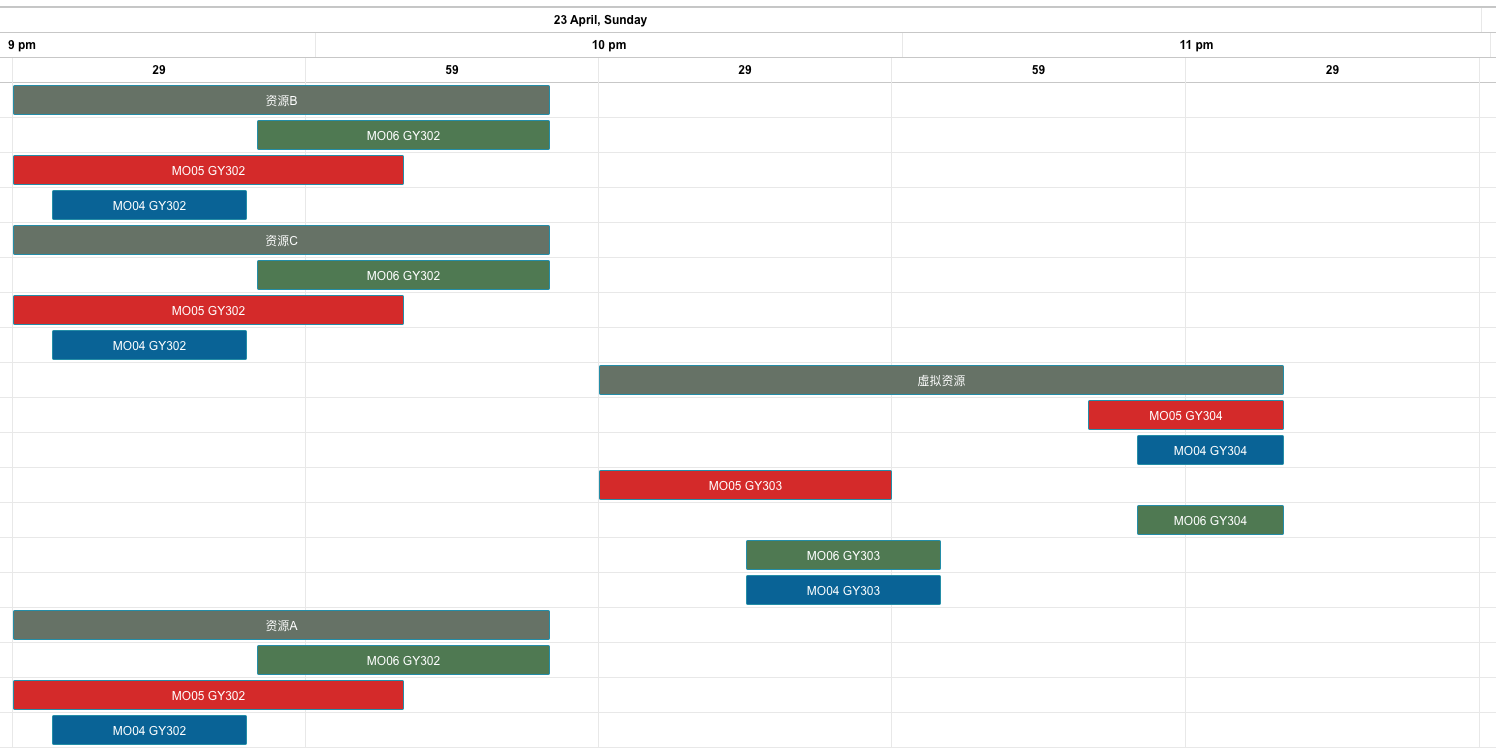 23 April, Sunday
9 pm 10 pm 11 pm
29 59 29 59 29
资源B
MO06 GY302
MO05 GY302
MO04 GY302
资源C
MO06 GY302
MO05 GY302
MO04 GY302
虚拟资源
MO05 GY304
MO04 GY304
MO05 GY303
MO06 GY304
MO06 GY303
MO04 GY303
资源A
MO06 GY302
MO05 GY302
MO04 GY302